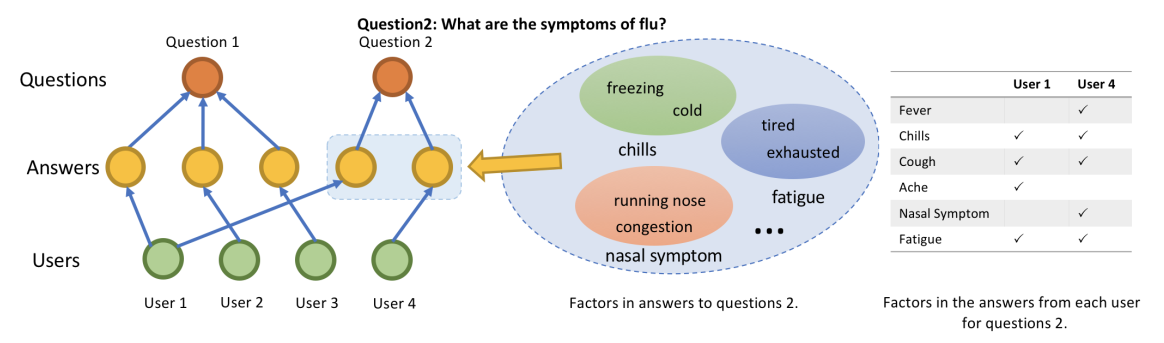 Question2: What are the symptoms of flu?
Question 1
Question 2
Questions
Answers
Users
User 1
User 2
User 3
User 4
freezing
cold
chills
tired
exhausted
fatigue
running nose
congestion
nasal symptom
...
Factors in answers to questions 2.
User 1 User 4
Fever ✓
Chills ✓ ✓
Cough ✓ ✓
Ache ✓
Nasal Symptom ✓
Fatigue ✓ ✓
Factors in the answers from each user
for questions 2.